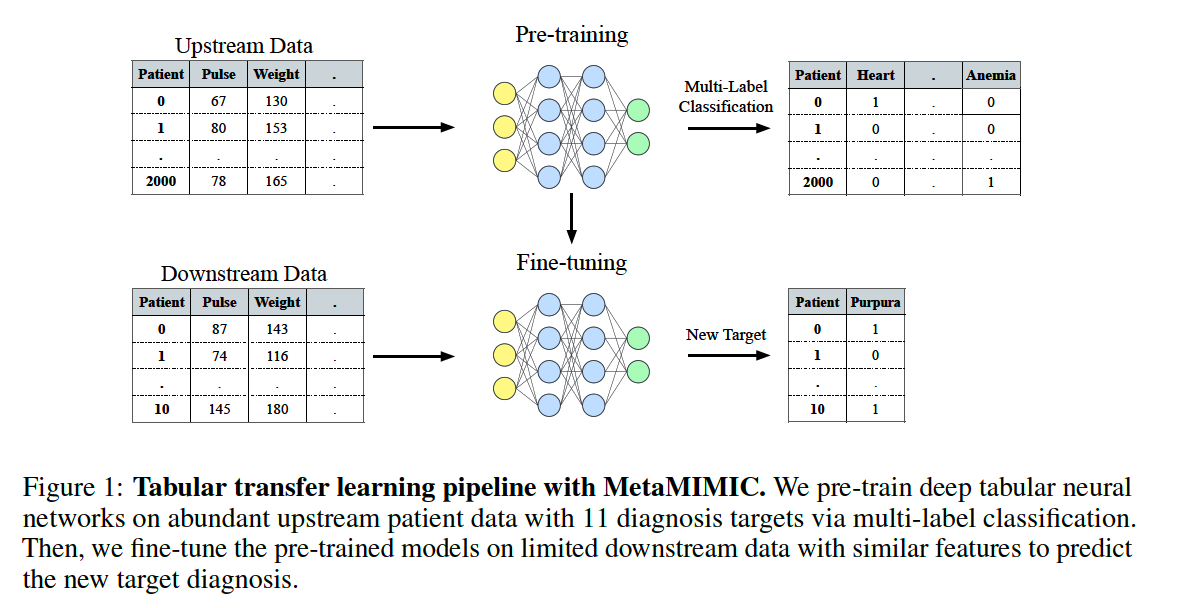 Upstream Data
Patient Pulse Weight .
0 67 130 .
1 80 153 .
. . . .
2000 78 165 .
Pre-training
Multi-Label
Classification
Patient Heart . Anemia
0 1 . 0
1 0 . 0
. . . .
2000 0 . 1
Downstream Data
Patient Pulse Weight .
0 87 143 .
1 74 116 .
. . . .
10 145 180 .
Fine-tuning
New Target
Patient Purpura
0 1
1 0
. .
10 1
Figure 1: Tabular transfer learning pipeline with MetaMIMIC. We pre-train deep tabular neural
networks on abundant upstream patient data with 11 diagnosis targets via multi-label classification.
Then, we fine-tune the pre-trained models on limited downstream data with similar features to predict
the new target diagnosis.